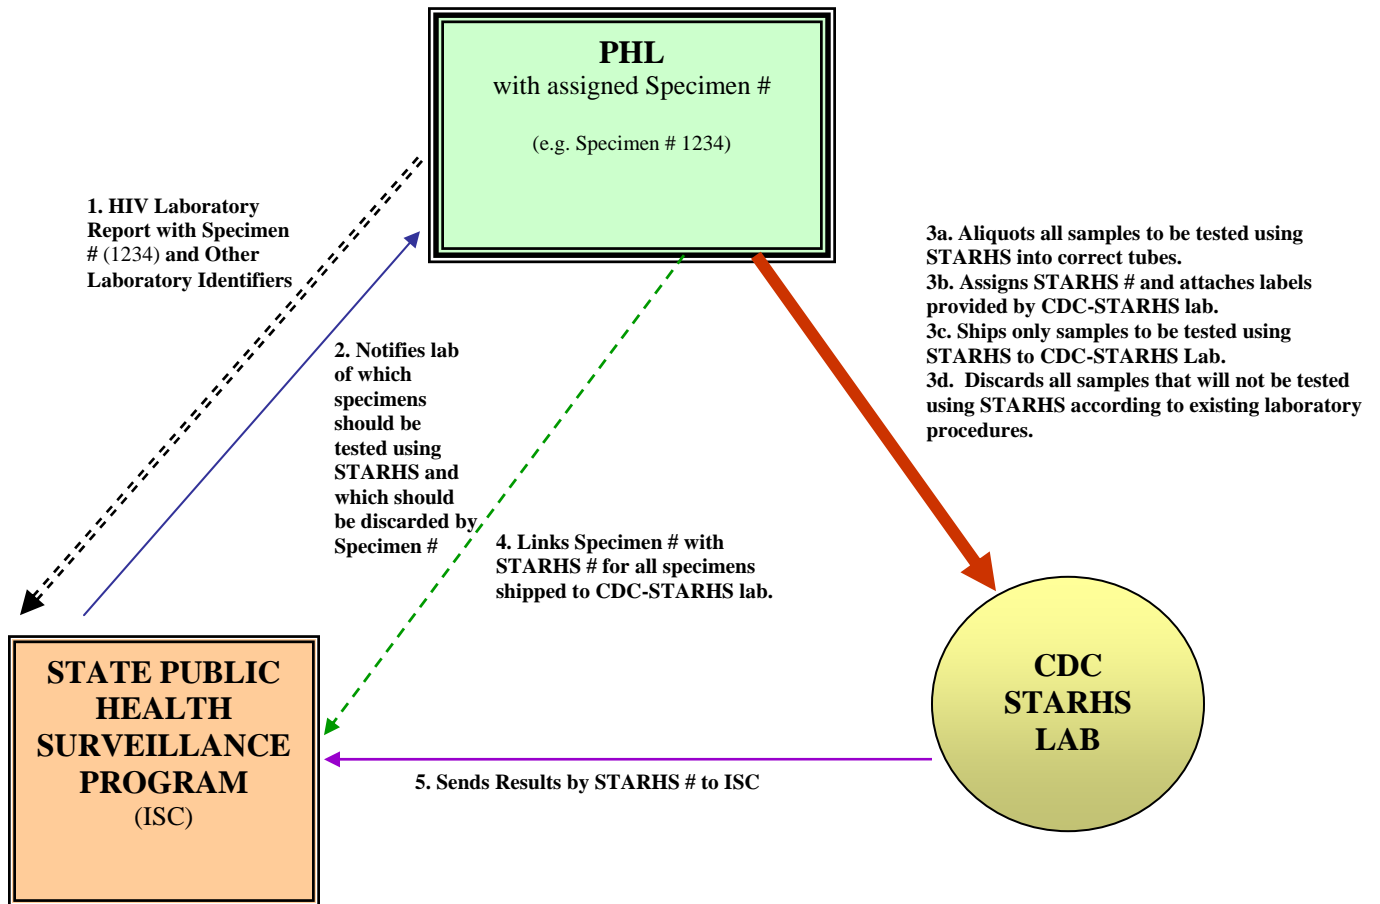 PHL
with assigned Specimen #
(e.g. Specimen # 1234)
1. HIV Laboratory
Report with Specimen
# (1234) and Other
Laboratory Identifiers
2. Notifies lab
of which
specimens
should be
tested using
STARHS and
which should
be discarded by
Specimen #
3a. Aliquots all samples to be tested using
STARHS into correct tubes.
3b. Assigns STARHS # and attaches labels
provided by CDC-STARHS lab.
3c. Ships only samples to be tested using
STARHS to CDC-STARHS Lab.
3d. Discards all samples that will not be tested
using STARHS according to existing laboratory
procedures.
4. Links Specimen # with
STARHS # for all specimens
shipped to CDC-STARHS lab.
STATE PUBLIC
HEALTH
SURVEILLANCE
PROGRAM
(ISC)
CDC
STARHS
LAB
5. Sends Results by STARHS # to ISC